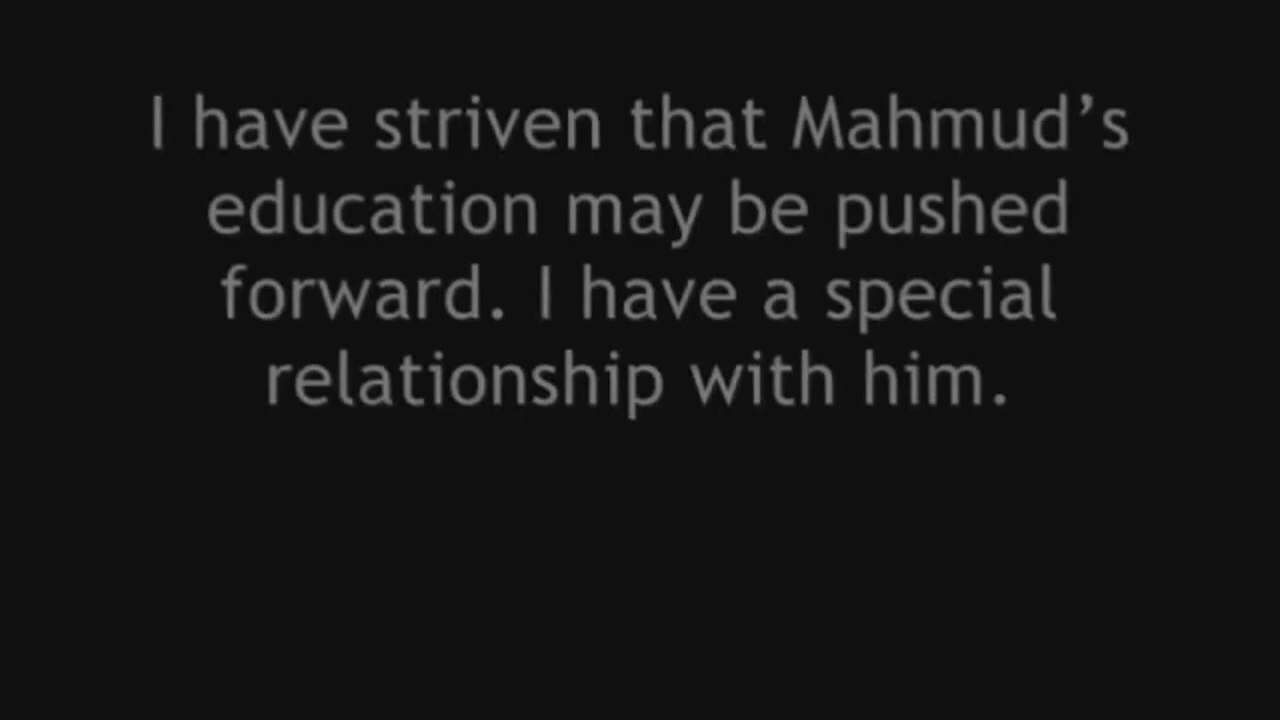 I have striven that Mahmud’s
education may be pushed
forward. I have a special
relationship with him.